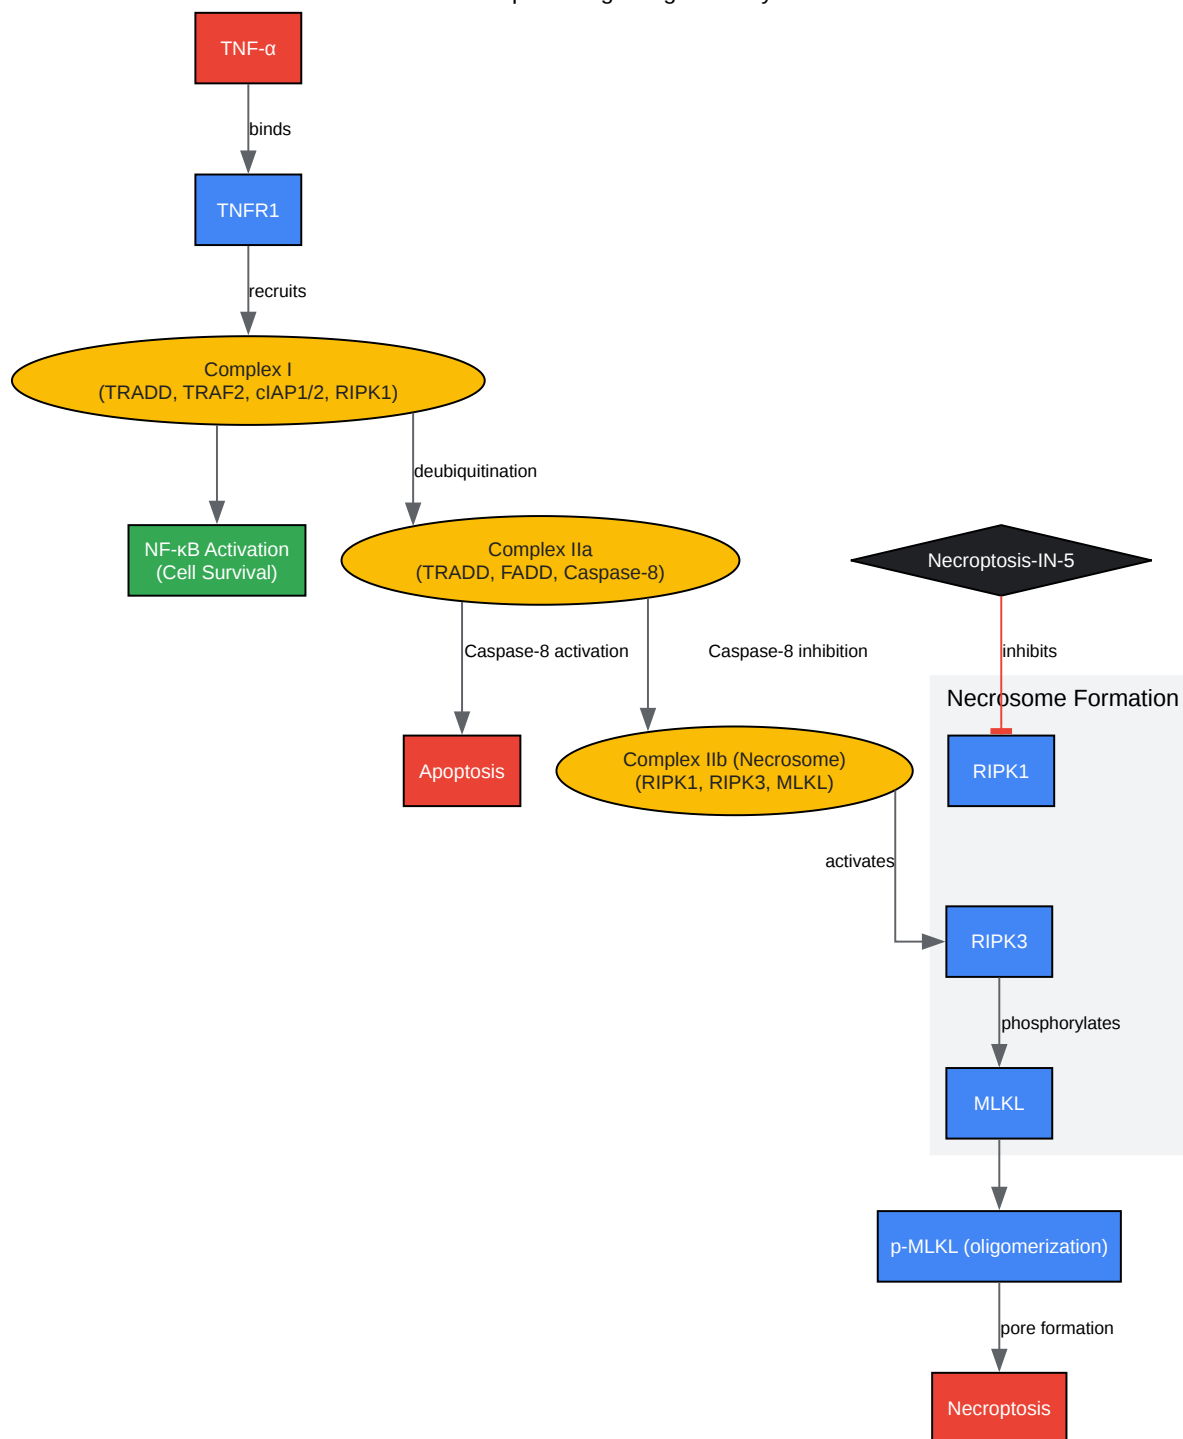 TNF-α
binds
TNFR1
recruits
Complex I
(TRADD, TRAF2, cIAP1/2, RIPK1)
deubiquitination
NF-κB Activation
(Cell Survival)
Complex IIa
(TRADD, FADD, Caspase-8)
Necroptosis-IN-5
Caspase-8 activation
Caspase-8 inhibition
inhibits
Necrosome Formation
Apoptosis
Complex IIb (Necrosome)
(RIPK1, RIPK3, MLKL)
RIPK1
activates
RIPK3
phosphorylates
MLKL
p-MLKL (oligomerization)
pore formation
Necroptosis